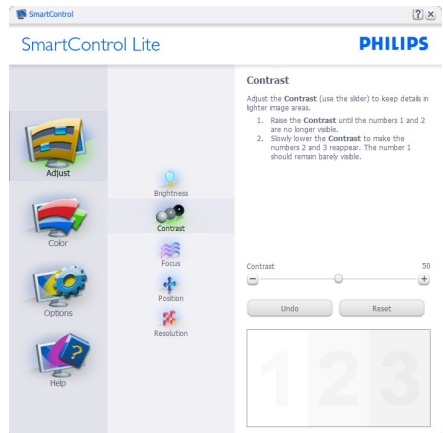 SmartControl
SmartControl Lite
PHILIPS
Adjust
Color
Options
Help
Brightness
Contrast
Focus
Position
Resolution
Contrast
Adjust the Contrast (use the slider) to keep details in
lighter image areas.
1. Raise the Contrast until the numbers 1 and 2
are no longer visible.
2. Slowly lower the Contrast to make the
numbers 2 and 3 reappear. The number 1
should remain barely visible.
Contrast 50
Undo Reset
1 2 3